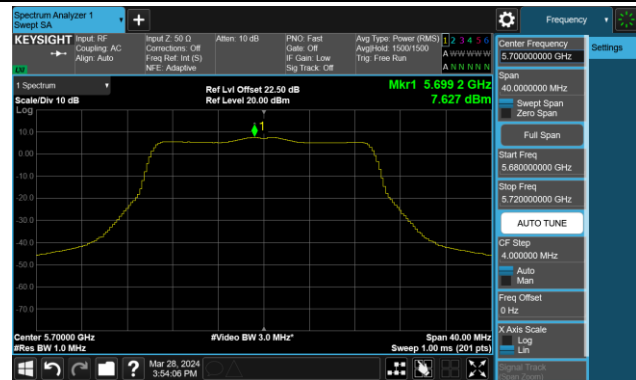 Spectrum Analyzer 1
Swept SA
+
Frequency
KEYSIGHT
Input: RF
Coupling: AC
Align: Auto
Input Z: 50 Ω
Corrections: Off
Freq Ref: Int (S)
NFE: Adaptive
Atten: 10 dB
PNO: Fast
Gate: Off
IF Gain: Low
Sig Track: Off
Avg Type: Power (RMS)
Avg|Hold: 1500/1500
Trig: Free Run
1 2 3 4 5 6
A W W W W W
A N N N N N
1 Spectrum
Scale/Div 10 dB
Log
Ref Lvl Offset 22.50 dB
Ref Level 20.00 dBm
Mkr1 5.699 2 GHz
7.627 dBm
1
10.0
0.00
-10.0
-20.0
-30.0
-40.0
-50.0
-60.0
-70.0
Center 5.70000 GHz
#Res BW 1.0 MHz
#Video BW 3.0 MHz*
Span 40.00 MHz
Sweep 1.00 ms (201 pts)
Mar 28, 2024
3:54:06 PM
?
Center Frequency
5.700000000 GHz
Settings
Span
40.0000000 MHz
Swept Span
Zero Span
Full Span
Start Freq
5.680000000 GHz
Stop Freq
5.720000000 GHz
AUTO TUNE
CF Step
4.000000 MHz
Auto
Man
Freq Offset
0 Hz
X Axis Scale
Log
Lin
Signal Track
(Span Zoom)